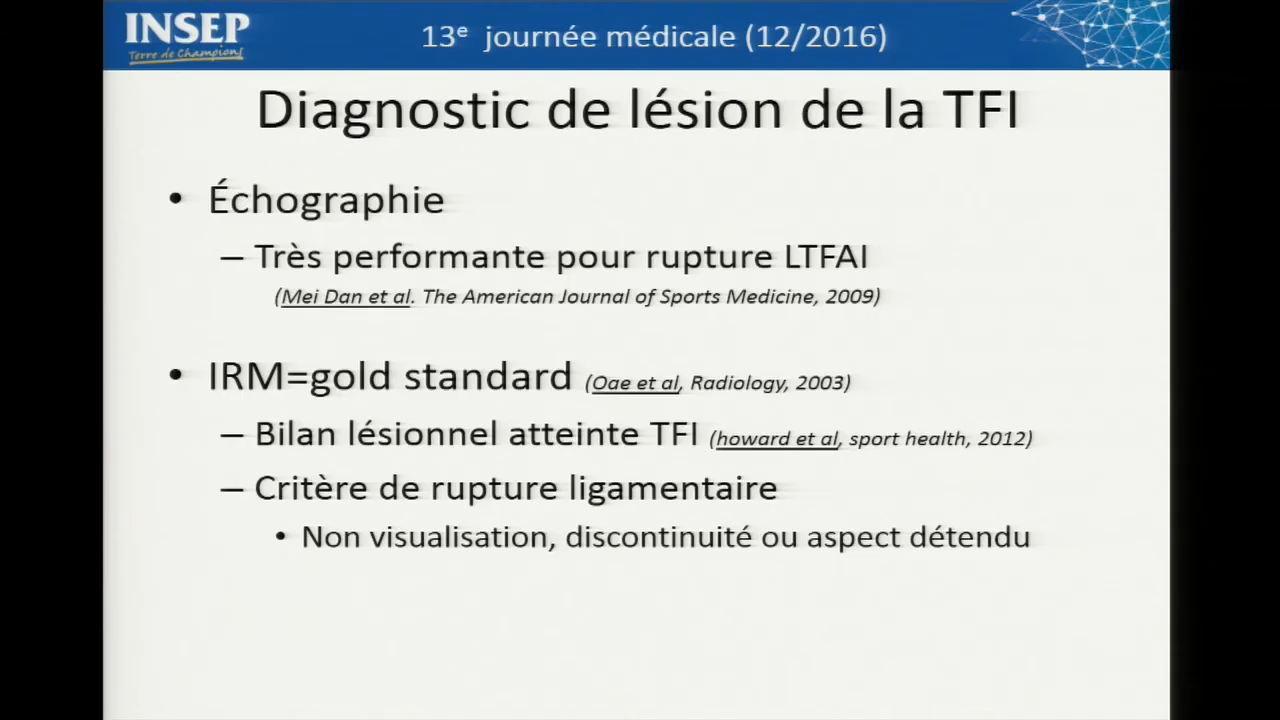 INSEP
Terre de Champions
13e journée médicale (12/2016)
Diagnostic de lésion de la TFI
• Échographie
– Très performante pour rupture LTFAI
(Mei Dan et al. The American Journal of Sports Medicine, 2009)
• IRM=gold standard (Oae et al, Radiology, 2003)
– Bilan lésionnel atteinte TFI (howard et al, sport health, 2012)
– Critère de rupture ligamentaire
• Non visualisation, discontinuité ou aspect détendu